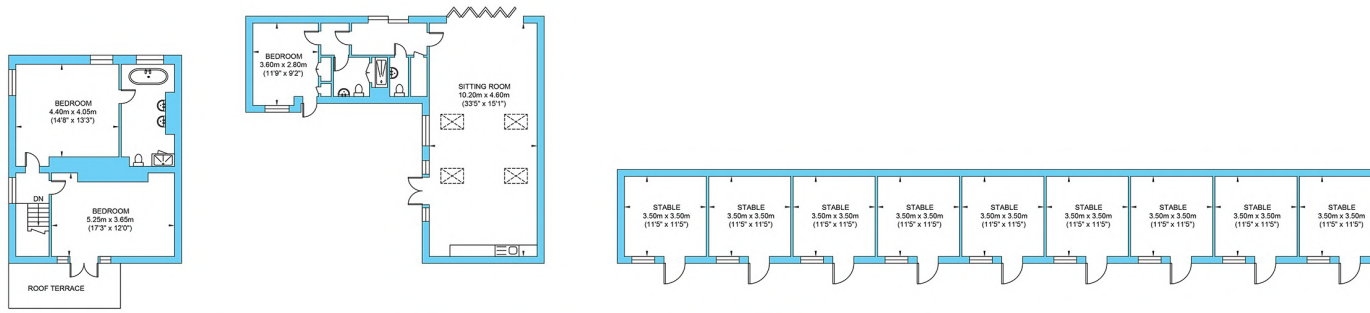 BEDROOM
4.40m x 4.05m
(14'8" x 13'3")
DN
BEDROOM
5.25m x 3.65m
(17'3" x 12'0")
ROOF TERRACE
BEDROOM
3.60m x 2.80m
(11'9" x 9'2")
SITTING ROOM
10.20m x 4.60m
(33'5" x 15'1")
STABLE
3.50m x 3.50m
(11'5" x 11'5")
STABLE
3.50m x 3.50m
(11'5" x 11'5")
STABLE
3.50m x 3.50m
(11'5" x 11'5")
STABLE
3.50m x 3.50m
(11'5" x 11'5")
STABLE
3.50m x 3.50m
(11'5" x 11'5")
STABLE
3.50m x 3.50m
(11'5" x 11'5")
STABLE
3.50m x 3.50m
(11'5" x 11'5")
STABLE
3.50m x 3.50m
(11'5" x 11'5")
STABLE
3.50m x 3.50m
(11'5" x 11'5")